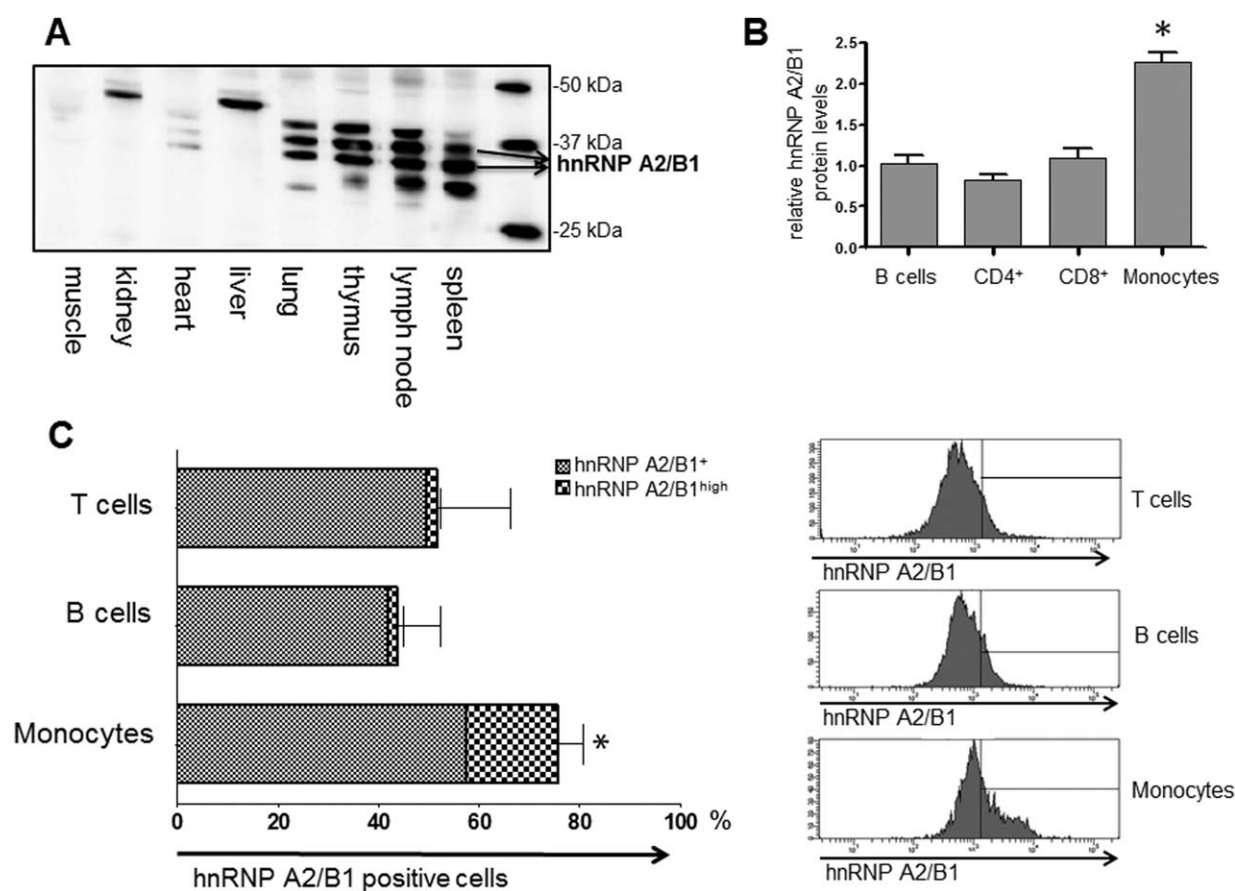 A
-50 kDa
-37 kDa
hnRNP A2/B1
-25 kDa
muscle
kidney
heart
liver
lung
thymus
lymph node
spleen
B
*
relative hnRNP A2/B1
protein levels
2.5
2.0
1.5
1.0
0.5
0.0
B cells
CD4⁺
CD8⁺
Monocytes
C
hnRNP A2/B1⁺
hnRNP A2/B1ʰⁱᵍʰ
T cells
B cells
Monocytes
*
0 20 40 60 80 100 %
hnRNP A2/B1 positive cells
T cells
hnRNP A2/B1
B cells
hnRNP A2/B1
Monocytes
hnRNP A2/B1